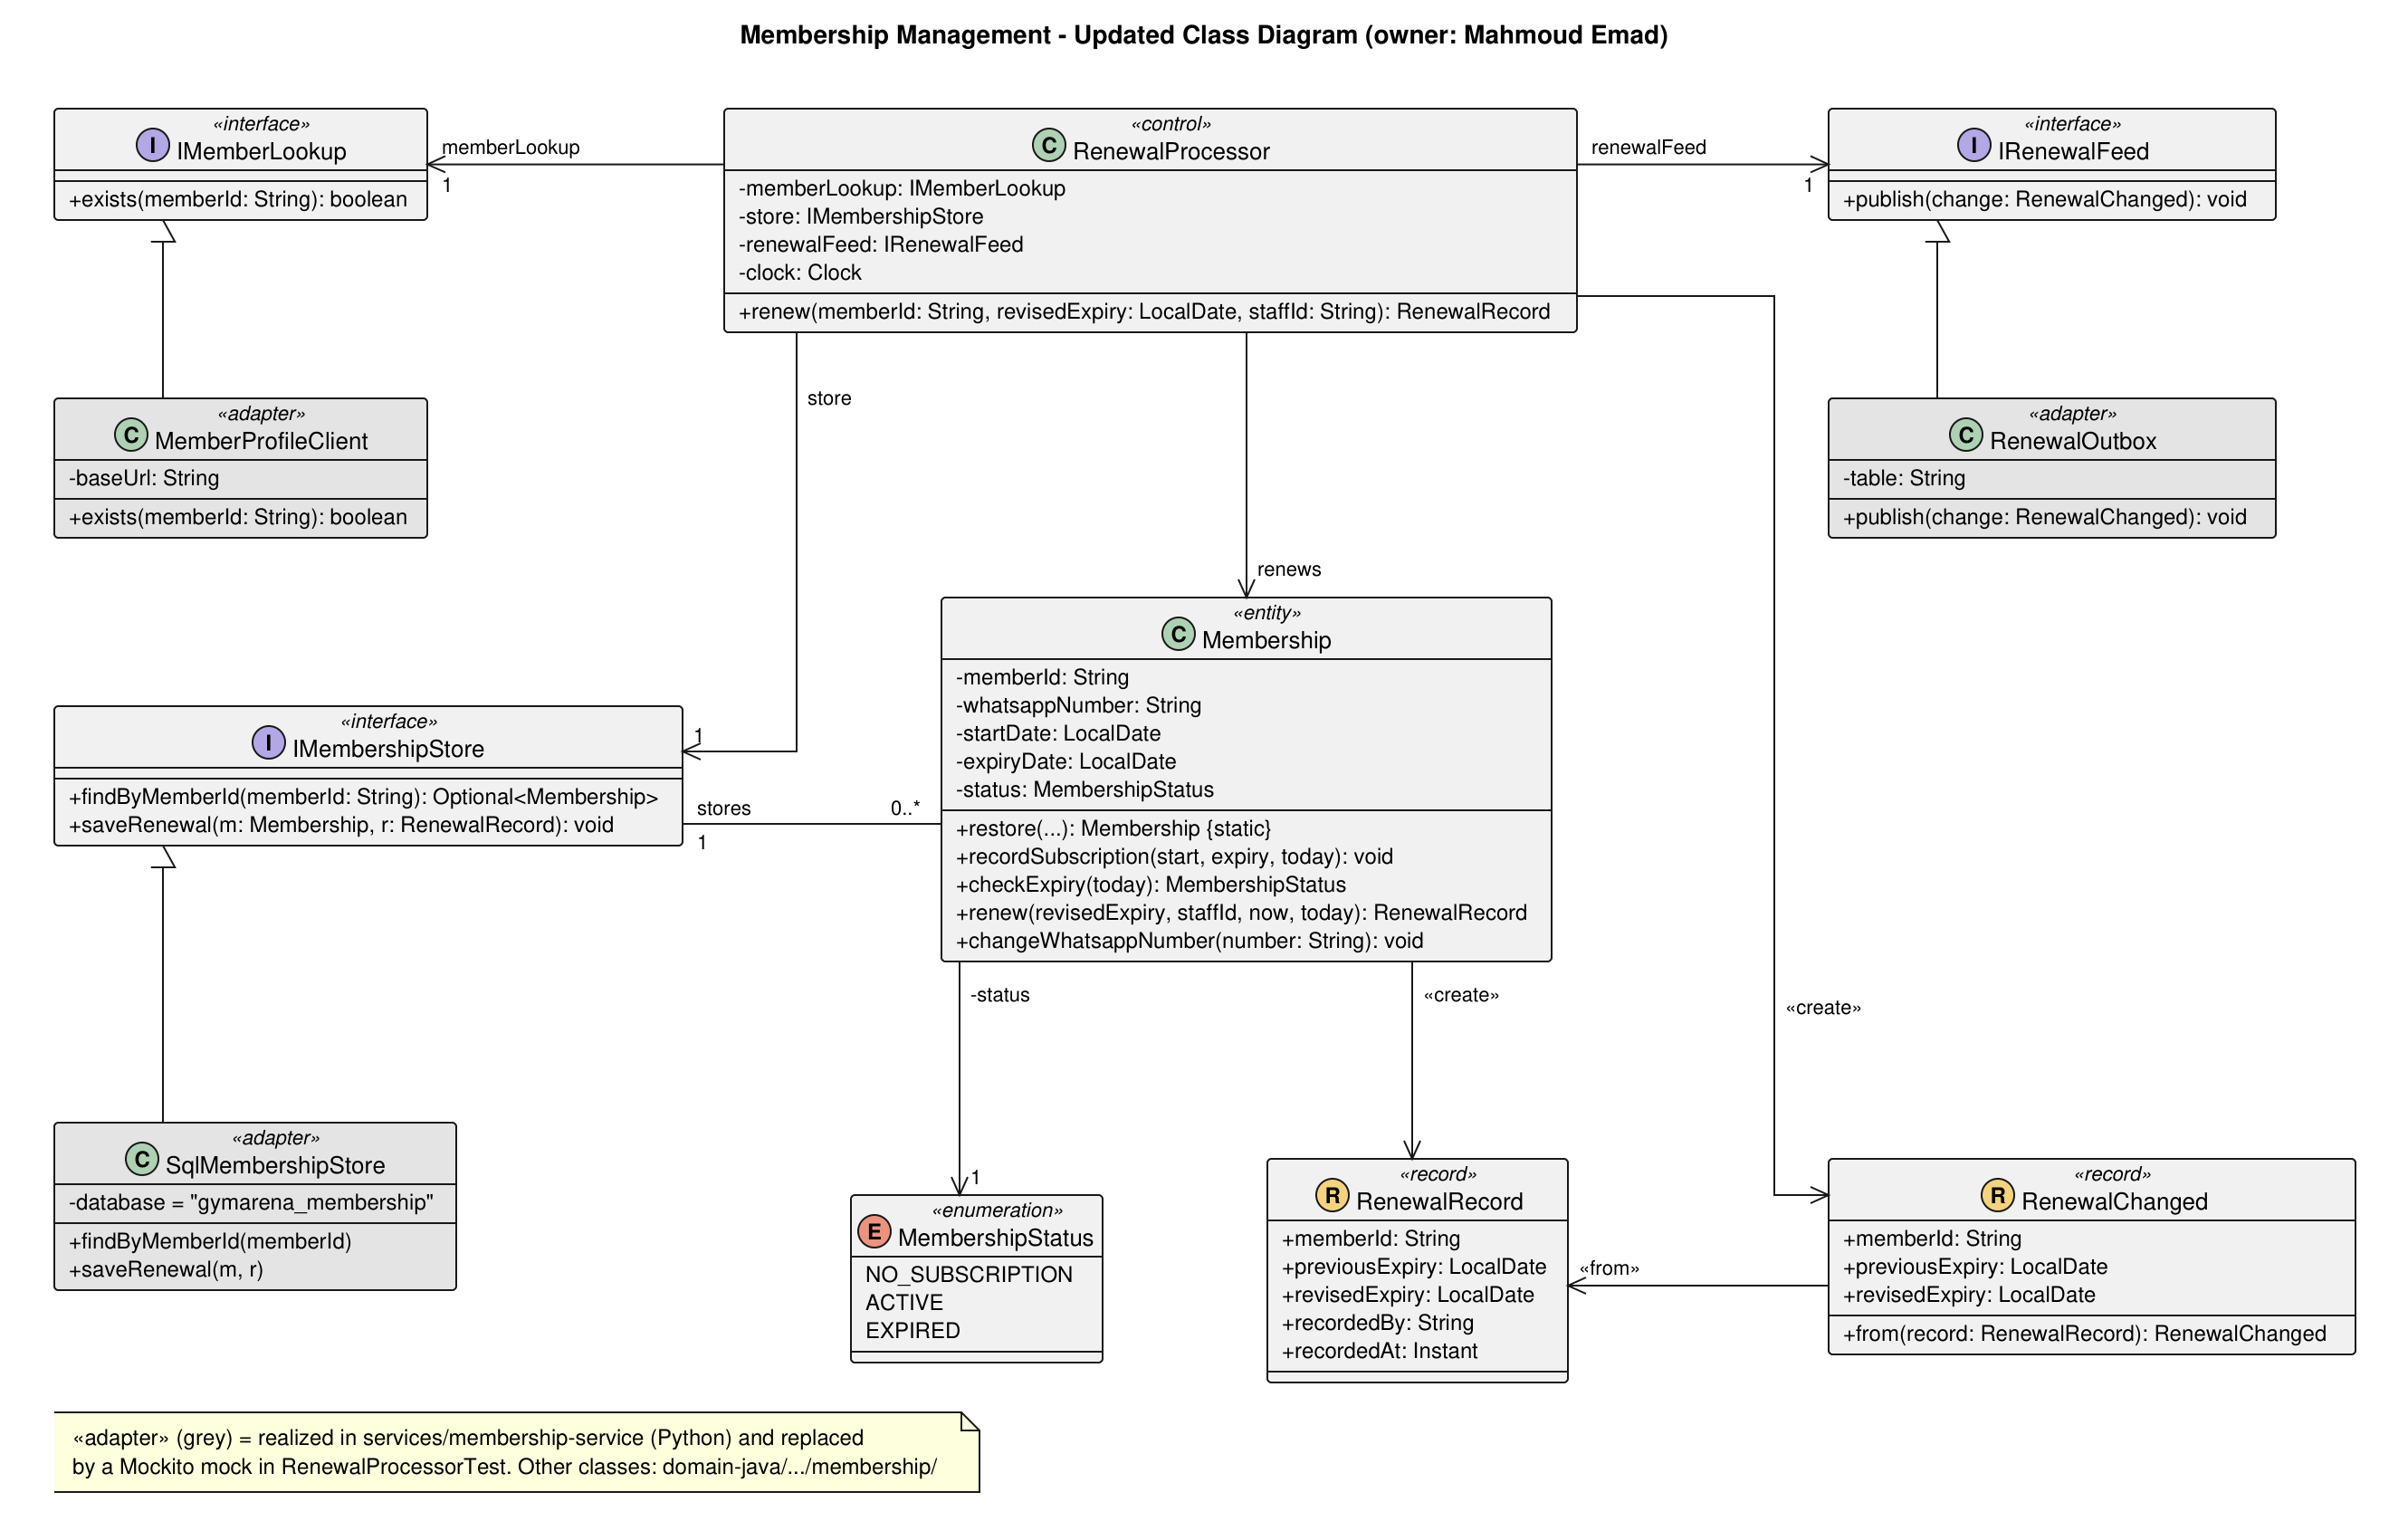 Membership Management - Updated Class Diagram (owner: Mahmoud Emad)
«interface»
I IMemberLookup
+exists(memberId: String): boolean
memberLookup
1
«control»
C RenewalProcessor
-memberLookup: IMemberLookup
-store: IMembershipStore
-renewalFeed: IRenewalFeed
-clock: Clock
+renew(memberId: String, revisedExpiry: LocalDate, staffId: String): RenewalRecord
renewalFeed
1
«interface»
I IRenewalFeed
+publish(change: RenewalChanged): void
«adapter»
C MemberProfileClient
-baseUrl: String
+exists(memberId: String): boolean
store
renews
«adapter»
C RenewalOutbox
-table: String
+publish(change: RenewalChanged): void
«interface»
I IMembershipStore
+findByMemberId(memberId: String): Optional<Membership>
+saveRenewal(m: Membership, r: RenewalRecord): void
1
stores
1
0..*
«entity»
C Membership
-memberId: String
-whatsappNumber: String
-startDate: LocalDate
-expiryDate: LocalDate
-status: MembershipStatus
+restore(...): Membership {static}
+recordSubscription(start, expiry, today): void
+checkExpiry(today): MembershipStatus
+renew(revisedExpiry, staffId, now, today): RenewalRecord
+changeWhatsappNumber(number: String): void
-status
1
«create»
«create»
«adapter»
C SqlMembershipStore
-database = "gymarena_membership"
+findByMemberId(memberId)
+saveRenewal(m, r)
«enumeration»
E MembershipStatus
NO_SUBSCRIPTION
ACTIVE
EXPIRED
«record»
R RenewalRecord
+memberId: String
+previousExpiry: LocalDate
+revisedExpiry: LocalDate
+recordedBy: String
+recordedAt: Instant
«from»
«record»
R RenewalChanged
+memberId: String
+previousExpiry: LocalDate
+revisedExpiry: LocalDate
+from(record: RenewalRecord): RenewalChanged
«adapter» (grey) = realized in services/membership-service (Python) and replaced
by a Mockito mock in RenewalProcessorTest. Other classes: domain-java/.../membership/